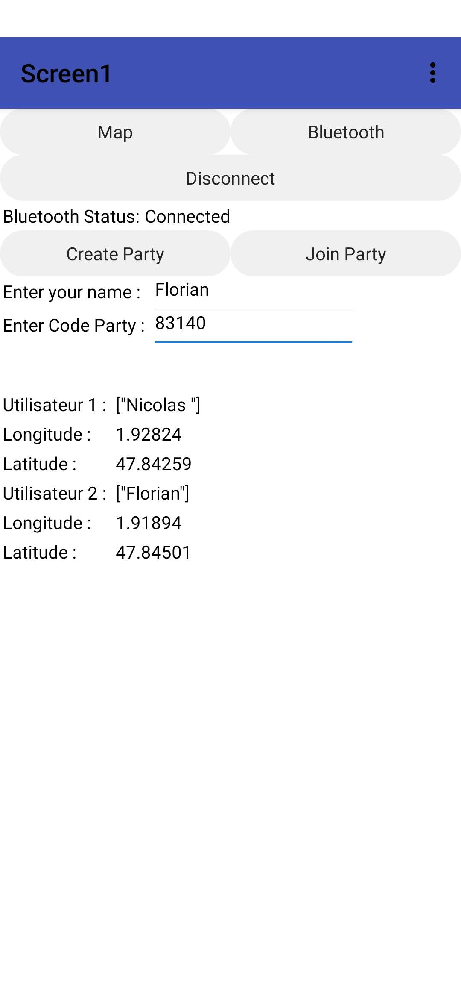 Screen1
Map Bluetooth
Disconnect
Bluetooth Status: Connected
Create Party Join Party
Enter your name : Florian
Enter Code Party : 83140
Utilisateur 1 : ["Nicolas "]
Longitude : 1.92824
Latitude : 47.84259
Utilisateur 2 : ["Florian"]
Longitude : 1.91894
Latitude : 47.84501